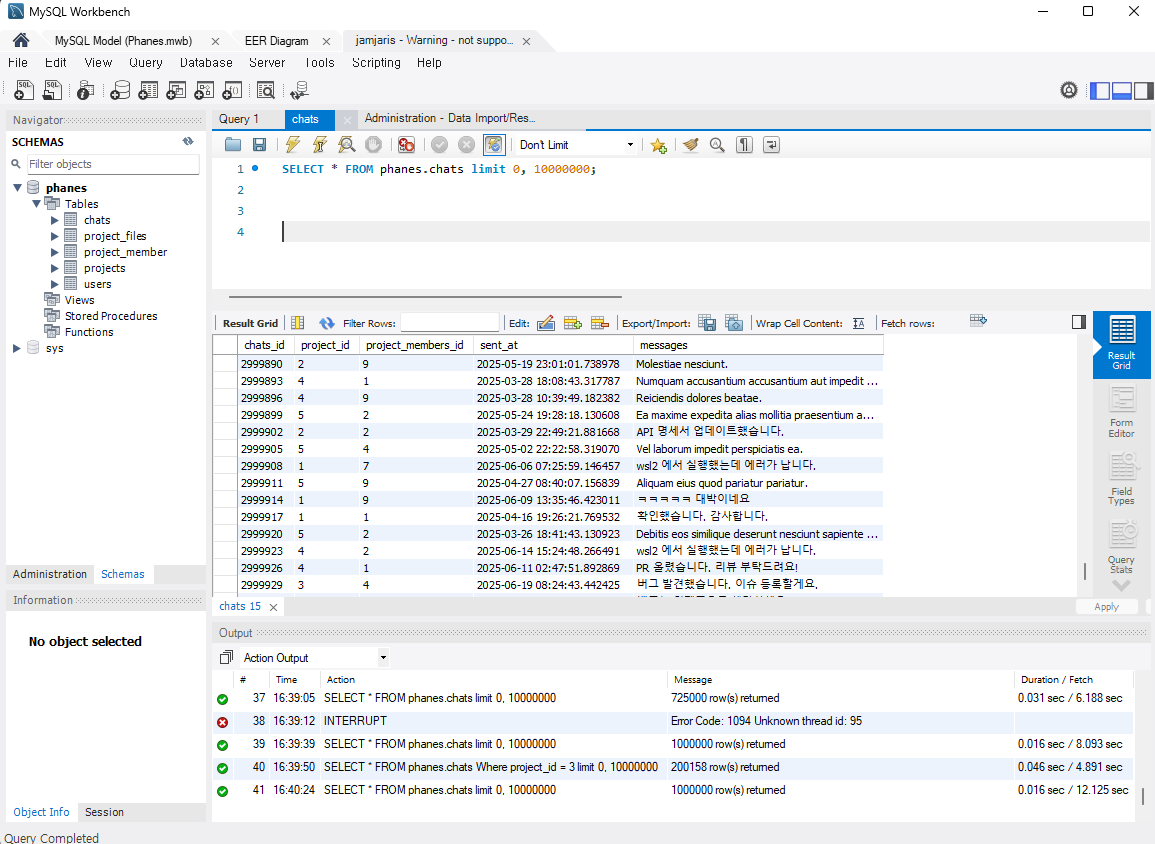 MySQL Workbench
MySQL Model (Phanes.mwb)
EER Diagram
jamjaris - Warning - not suppo...
File Edit View Query Database Server Tools Scripting Help
Navigator
SCHEMAS
Filter objects
phanes
Tables
chats
project_files
project_member
projects
users
Views
Stored Procedures
Functions
sys
Administration Schemas
Information
No object selected
Object Info Session
Query Completed
Query 1
chats
Administration - Data Import/Res...
Don't Limit
1 SELECT * FROM phanes.chats limit 0, 10000000;
2
3
4
Result Grid Filter Rows: Edit: Export/Import: Wrap Cell Content: Fetch rows:
chats_id project_id project_members_id sent_at messages
2999890 2 9 2025-05-19 23:01:01.738978 Molestiae nesciunt.
2999893 4 1 2025-03-28 18:08:43.317787 Numquam accusantium accusantium aut impedit ...
2999896 4 9 2025-03-28 10:39:49.182382 Reiciendis dolores beatae.
2999899 5 2 2025-05-24 19:28:18.130608 Ea maxime expedita alias mollitia praesentium a...
2999902 2 2 2025-03-29 22:49:21.881668 API 명세서 업데이트했습니다.
2999905 5 4 2025-05-02 22:22:58.319070 Vel laborum impedit perspiciatis ea.
2999908 1 7 2025-06-06 07:25:59.146457 wsl2 에서 실행했는데 에러가 납니다.
2999911 5 9 2025-04-27 08:40:07.156839 Aliquam eius quod pariatur pariatur.
2999914 1 9 2025-06-09 13:35:46.423011 ㅋㅋㅋㅋㅋ 대박이네요
2999917 1 1 2025-04-16 19:26:21.769532 확인했습니다. 감사합니다.
2999920 5 2 2025-03-26 18:41:43.130923 Debitis eos similique deserunt nesciunt sapiente ...
2999923 4 2 2025-06-14 15:24:48.266491 wsl2 에서 실행했는데 에러가 납니다.
2999926 4 1 2025-06-11 02:47:51.892869 PR 올렸습니다. 리뷰 부탁드려요!
2999929 3 4 2025-06-19 08:24:43.442425 버그 발견했습니다. 이슈 등록할게요.
Result Grid
Form Editor
Field Types
Query Stats
chats 15
Apply
Output
Action Output
# Time Action Message Duration / Fetch
37 16:39:05 SELECT * FROM phanes.chats limit 0, 10000000 725000 row(s) returned 0.031 sec / 6.188 sec
38 16:39:12 INTERRUPT Error Code: 1094 Unknown thread id: 95
39 16:39:39 SELECT * FROM phanes.chats limit 0, 10000000 1000000 row(s) returned 0.016 sec / 8.093 sec
40 16:39:50 SELECT * FROM phanes.chats Where project_id = 3 limit 0, 10000000 200158 row(s) returned 0.046 sec / 4.891 sec
41 16:40:24 SELECT * FROM phanes.chats limit 0, 10000000 1000000 row(s) returned 0.016 sec / 12.125 sec